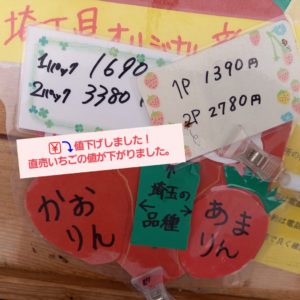 埼玉県オリジナル
1パック 1690
2パック 3380
1P 1390円
2P 2780円
¥ 値下げしました！
直売いちごの値が下がりました。
かおりん
埼玉の
品種
あまりん